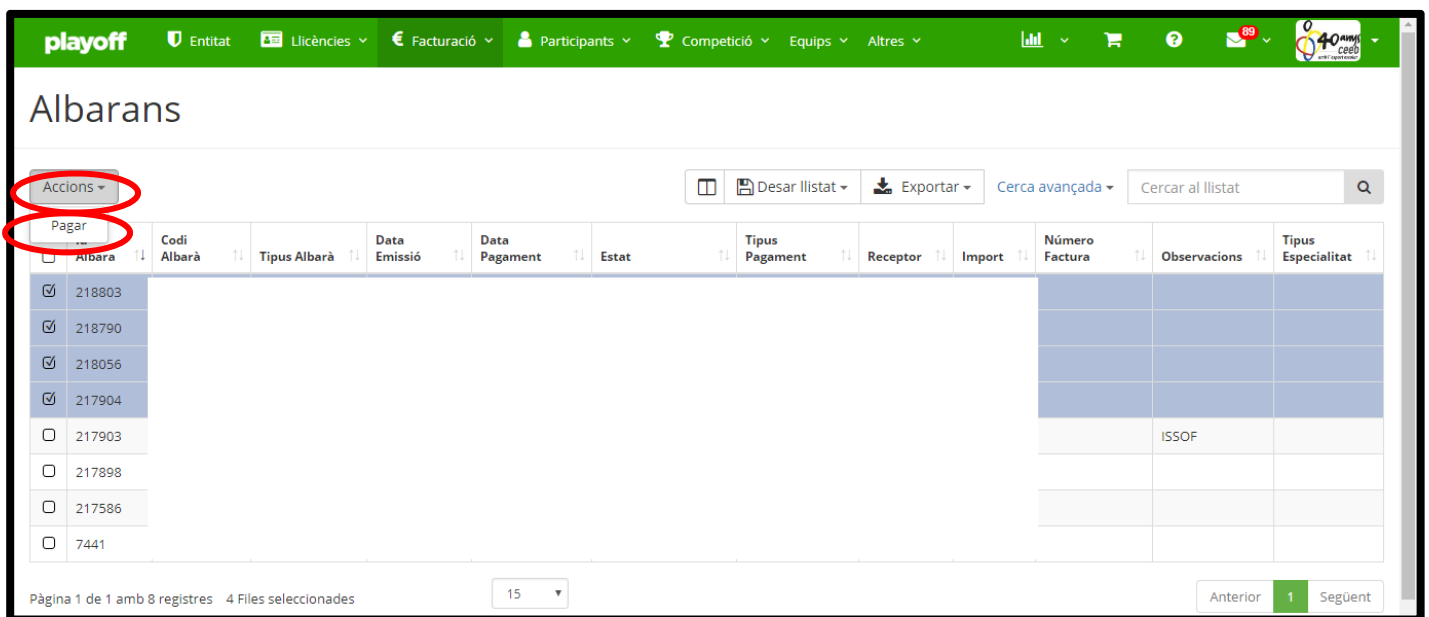 playoff Entitat Llicències Facturació Participants Competició Equips Altres 89 40 anys ceeb
Albarans
Accions Desar llistat Exportar Cerca avançada Cercar al llistat
Pagar
Albarà Codi Albarà Tipus Albarà Data Emissió Data Pagament Estat Tipus Pagament Receptor Import Número Factura Observacions Tipus Especialitat
218803
218790
218056
217904
217903 ISSOF
217898
217586
7441
Pàgina 1 de 1 amb 8 registres 4 Files seleccionades 15 Anterior 1 Següent